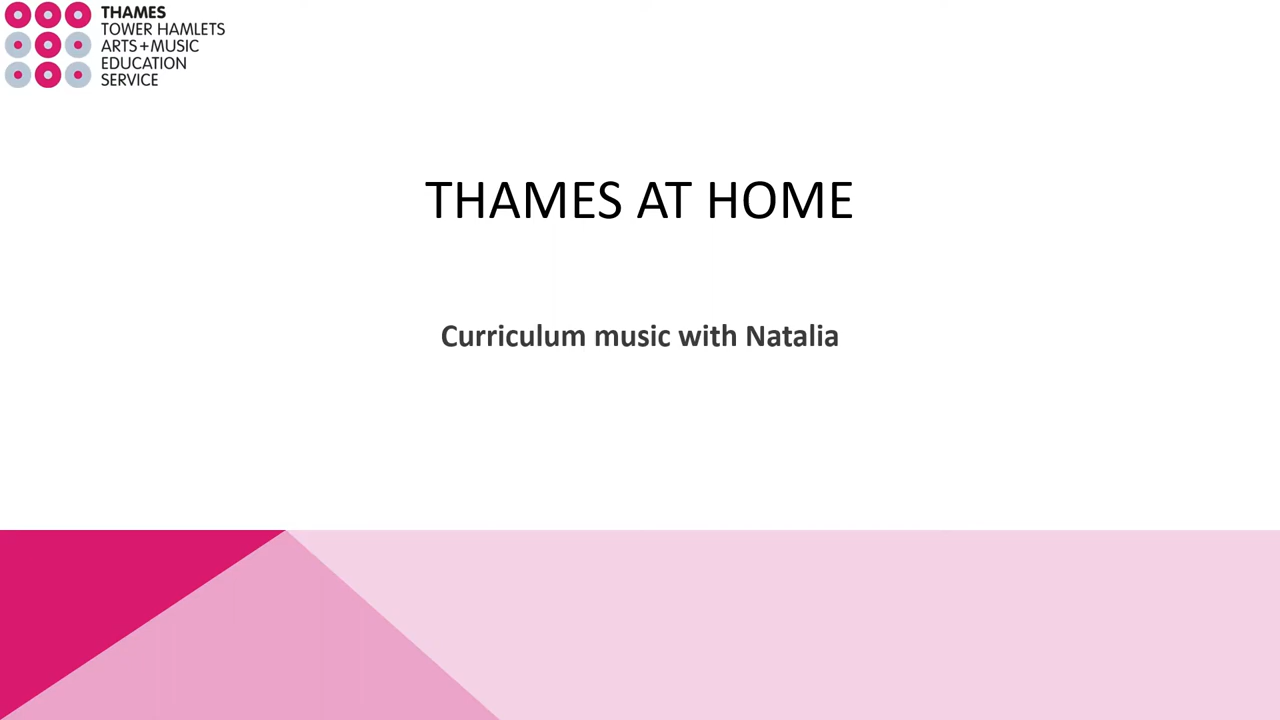 THAMES
TOWER HAMLETS
ARTS+MUSIC
EDUCATION
SERVICE
THAMES AT HOME
Curriculum music with Natalia